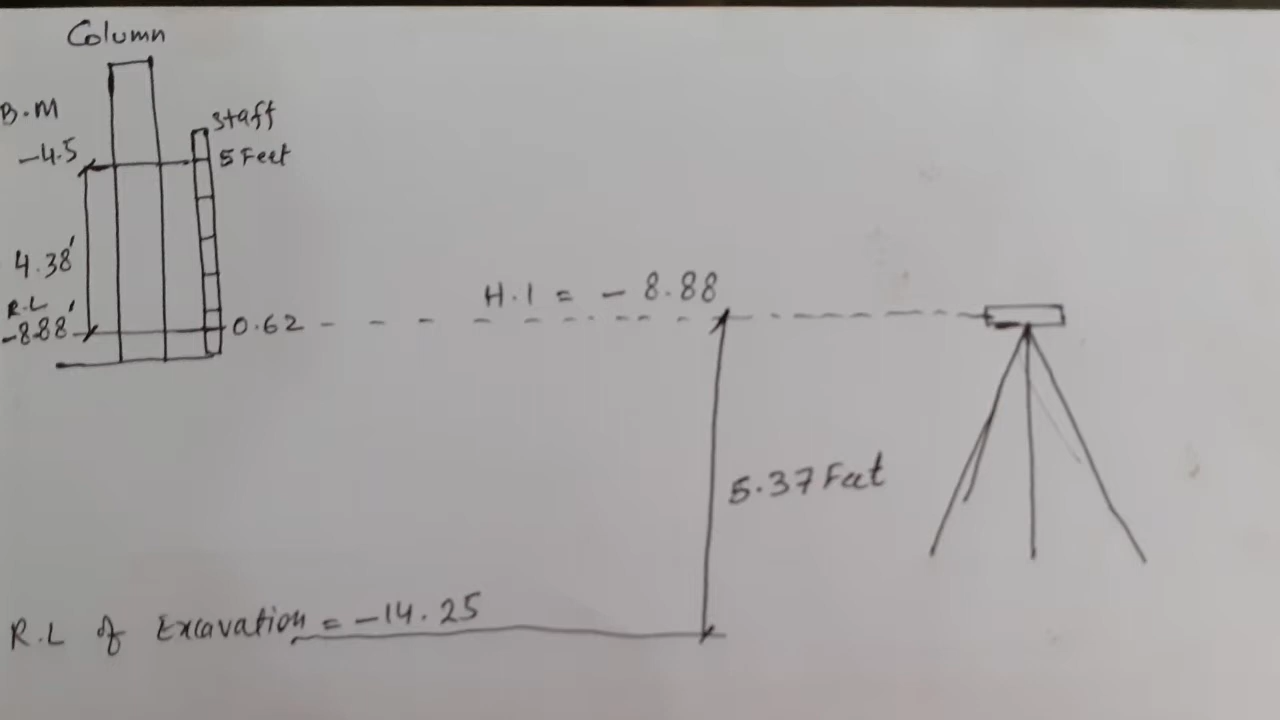 Column
B.M
staff
-4.5
5 Feet
4.38'
R.L
-8.88'
0.62
H.I = - 8.88
5.37 Feet
R.L of Excavation = -14.25